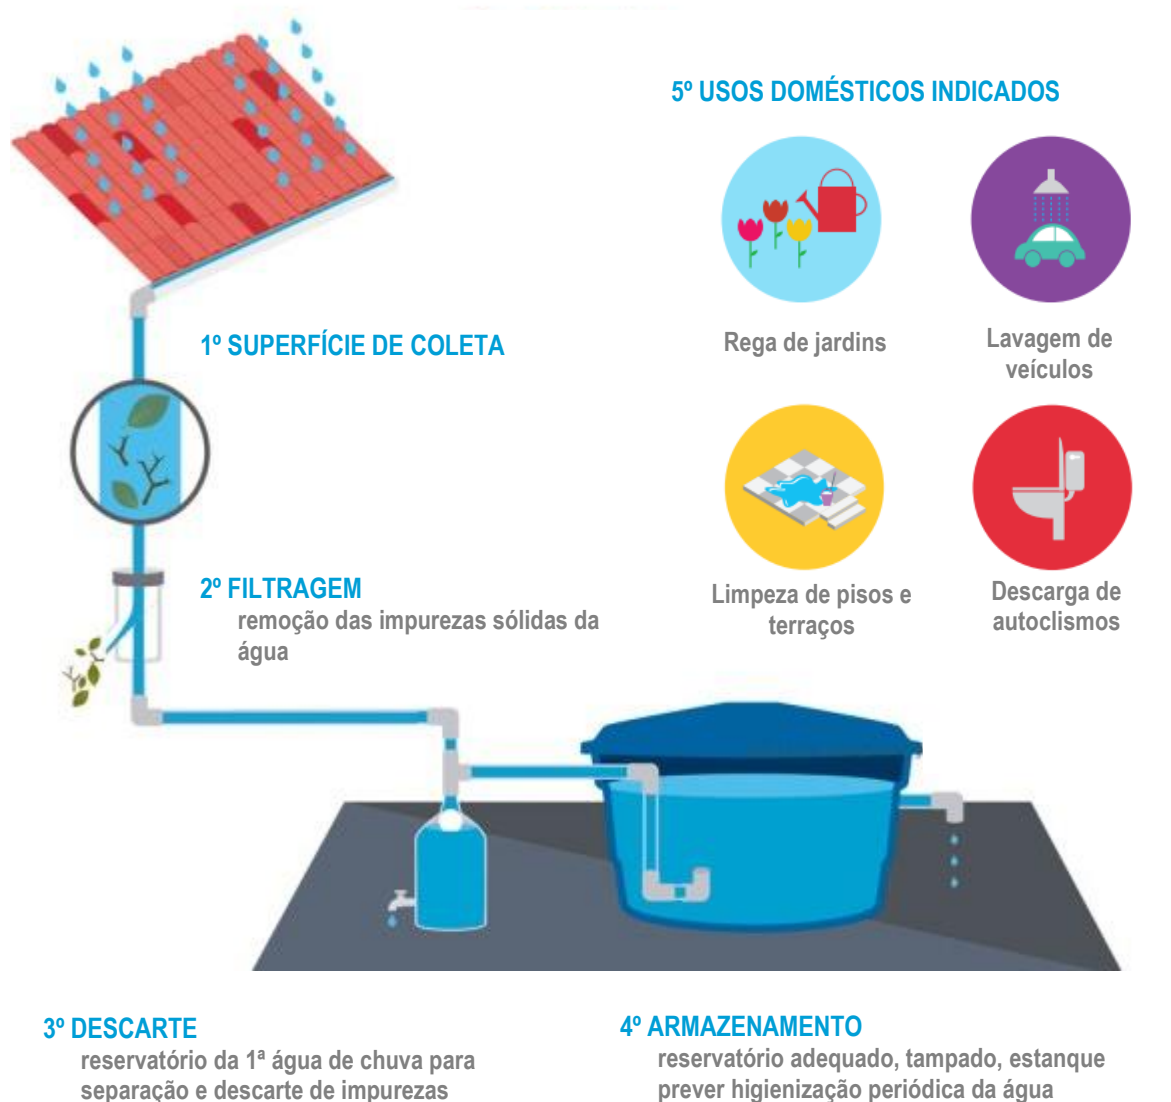 5º USOS DOMÉSTICOS INDICADOS
Rega de jardins
Lavagem de
veículos
1º SUPERFÍCIE DE COLETA
Limpeza de pisos e
terraços
Descarga de
autoclismos
2º FILTRAGEM
remoção das impurezas sólidas da
água
3º DESCARTE
reservatório da 1ª água de chuva para
separação e descarte de impurezas
4º ARMAZENAMENTO
reservatório adequado, tampado, estanque
prever higienização periódica da água